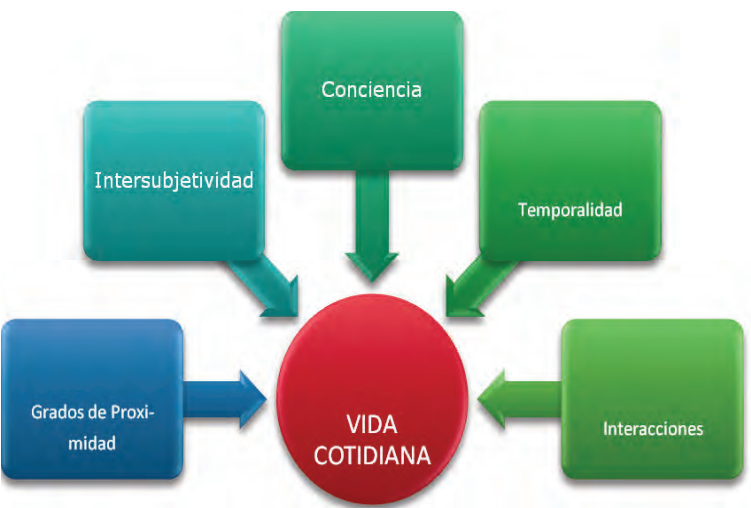 Conciencia
Intersubjetividad
Temporalidad
Grados de Proxi-
midad
VIDA
COTIDIANA
Interacciones